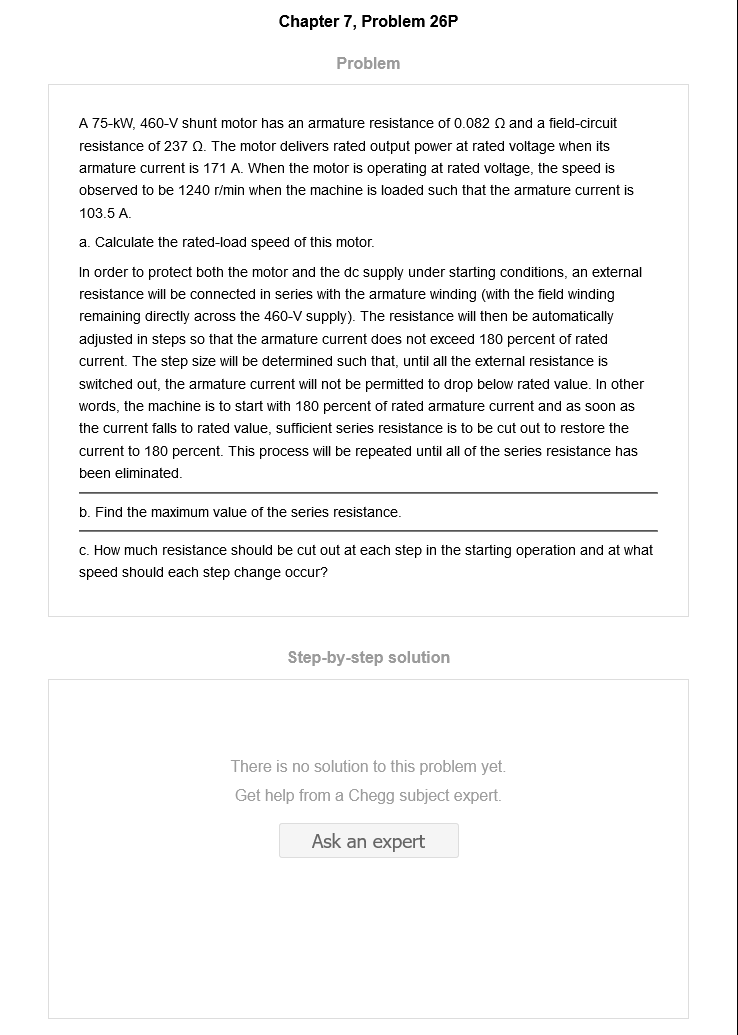 Chapter 7, Problem 26P
Problem
A 75-kW, 460-V shunt motor has an armature resistance of 0.082 Ω and a field-circuit
resistance of 237 Ω. The motor delivers rated output power at rated voltage when its
armature current is 171 A. When the motor is operating at rated voltage, the speed is
observed to be 1240 r/min when the machine is loaded such that the armature current is
103.5 A.
a. Calculate the rated-load speed of this motor.
In order to protect both the motor and the dc supply under starting conditions, an external
resistance will be connected in series with the armature winding (with the field winding
remaining directly across the 460-V supply). The resistance will then be automatically
adjusted in steps so that the armature current does not exceed 180 percent of rated
current. The step size will be determined such that, until all the external resistance is
switched out, the armature current will not be permitted to drop below rated value. In other
words, the machine is to start with 180 percent of rated armature current and as soon as
the current falls to rated value, sufficient series resistance is to be cut out to restore the
current to 180 percent. This process will be repeated until all of the series resistance has
been eliminated.
b. Find the maximum value of the series resistance.
c. How much resistance should be cut out at each step in the starting operation and at what
speed should each step change occur?
Step-by-step solution
There is no solution to this problem yet.
Get help from a Chegg subject expert.
Ask an expert